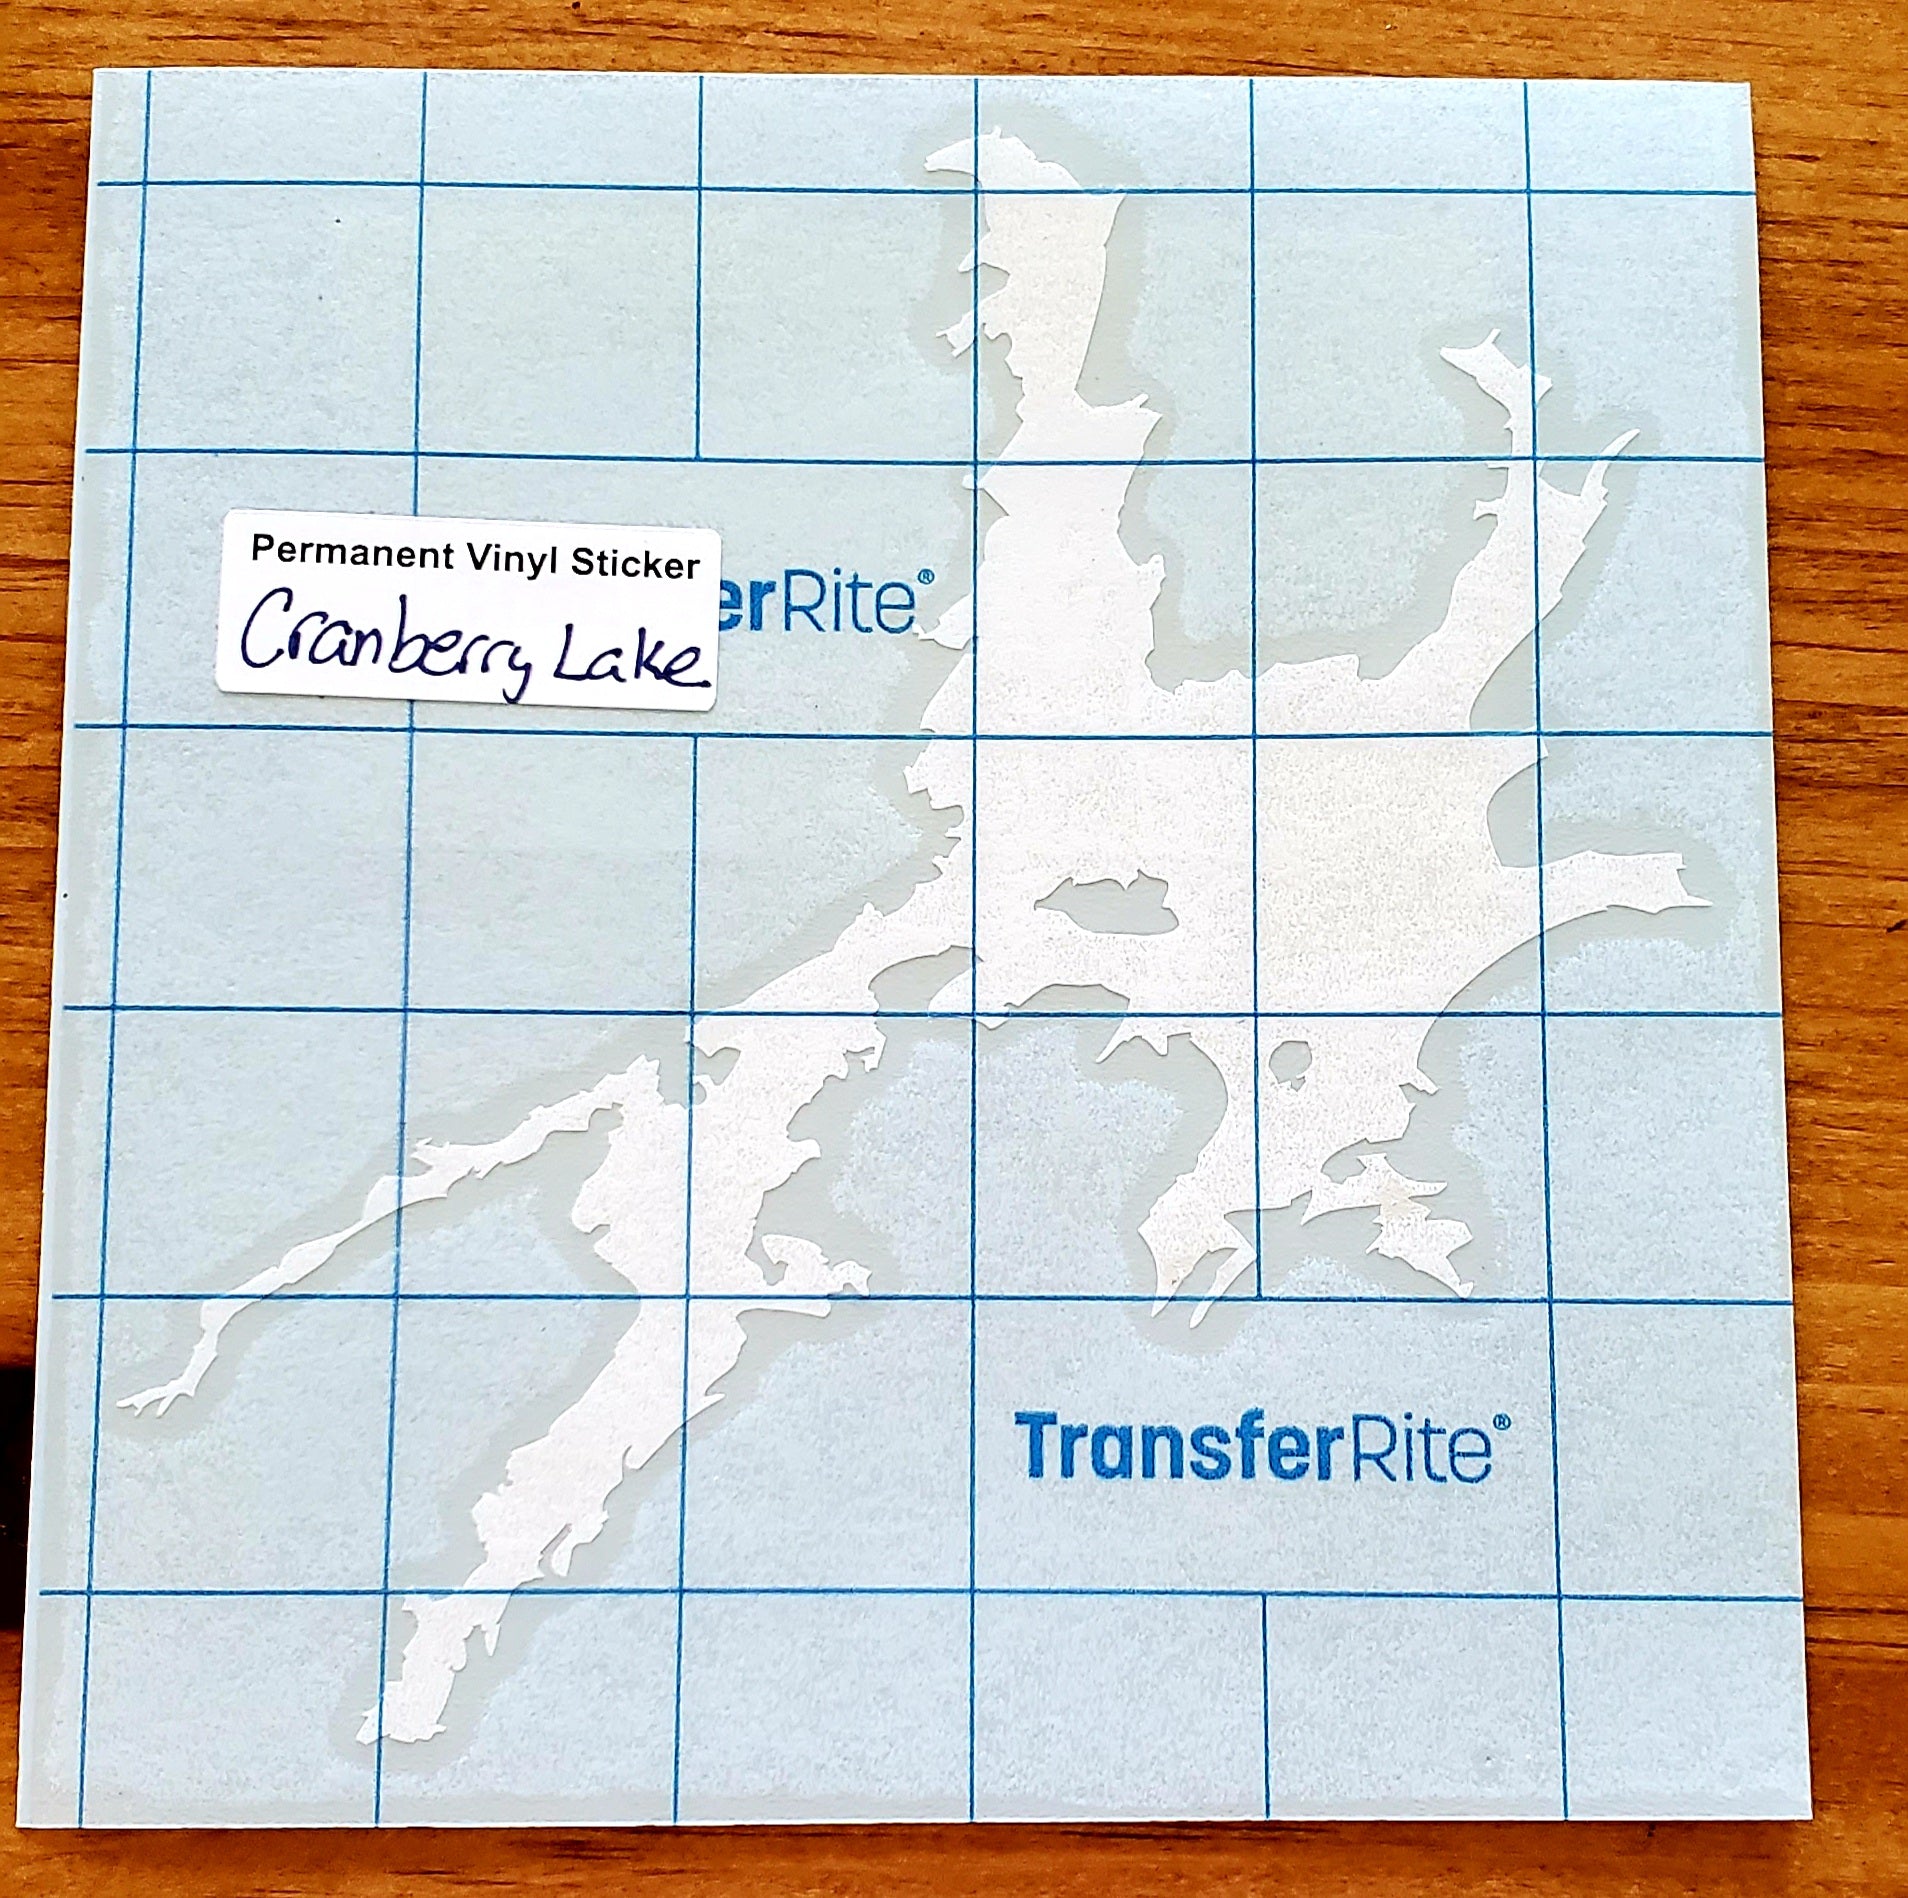 Permanent Vinyl Sticker
Cranberry Lake
erRite®
TransferRite®